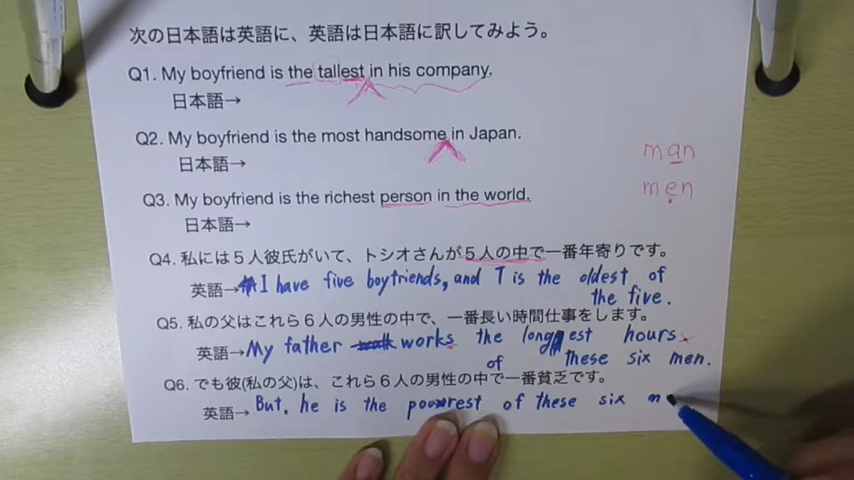 次の日本語は英語に、英語は日本語に訳してみよう。
Q1. My boyfriend is the tallest in his company.
日本語→
Q2. My boyfriend is the most handsome in Japan.
日本語→
man
men
Q3. My boyfriend is the richest person in the world.
日本語→
Q4. 私には５人彼氏がいて、トシオさんが５人の中で一番年寄りです。
英語→I have five boyfriends, and T is the oldest of
the five.
Q5. 私の父はこれら６人の男性の中で、一番長い時間仕事をします。
英語→My father works the longest hours
of these six men.
Q6. でも彼(私の父)は、これら６人の男性の中で一番貧乏です。
英語→But. he is the poorest of these six m